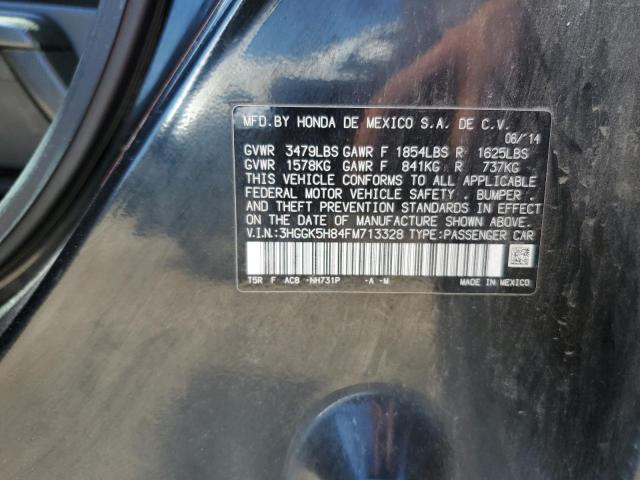 MFD.BY HONDA DE MEXICO S.A. DE C.V.
06/'14
GVWR 3479LBS GAWR F 1854LBS R 1625LBS
GVWR 1578KG GAWR F 841KG R 737KG
THIS VEHICLE CONFORMS TO ALL APPLICABLE
FEDERAL MOTOR VEHICLE SAFETY, BUMPER ,
AND THEFT PREVENTION STANDARDS IN EFFECT
ON THE DATE OF MANUFACTURE SHOWN ABOVE.
V.I.N.:3HGGK5H84FM713328 TYPE:PASSENGER CAR
T5R F AC8 -NH731P -A -M MADE IN MEXICO